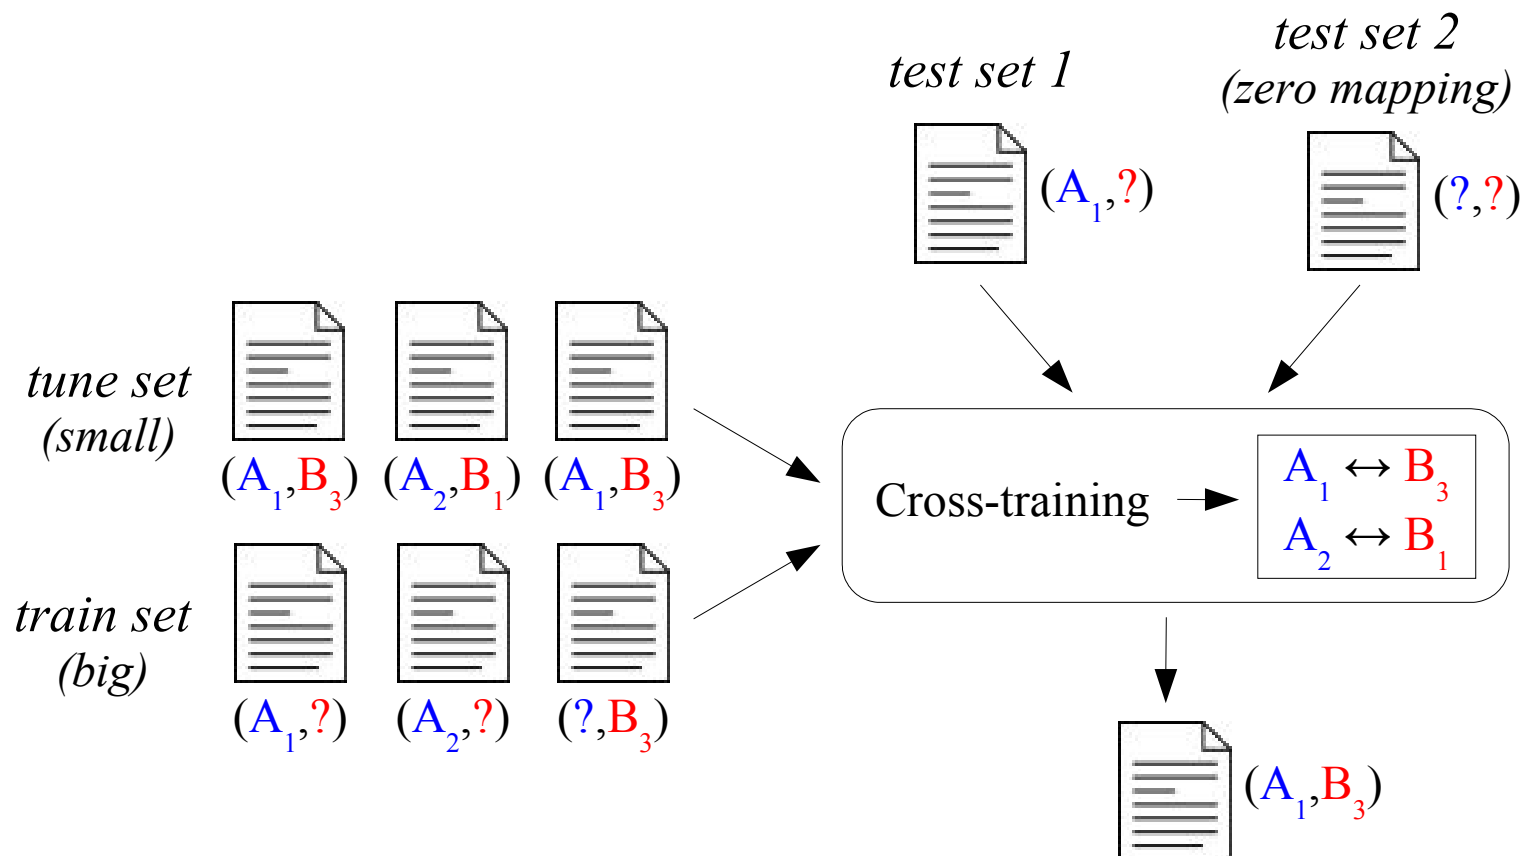 test set 1
test set 2
(zero mapping)
(A₁,?)
(?,?)
tune set
(small)
(A₁,B₃) (A₂,B₁) (A₁,B₃)
train set
(big)
(A₁,?) (A₂,?) (?,B₃)
Cross-training
A₁ ↔ B₃
A₂ ↔ B₁
(A₁,B₃)